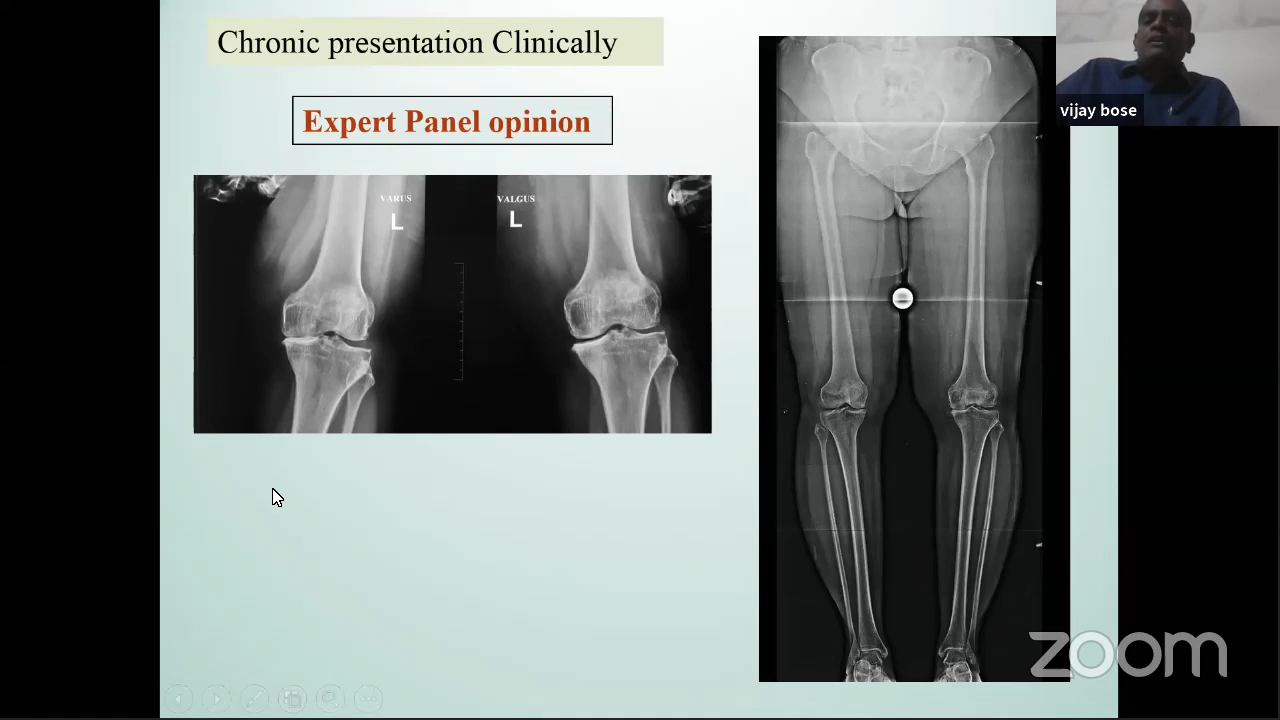 Chronic presentation Clinically
Expert Panel opinion
VARUS
L
VALGUS
L
vijay bose
zoom